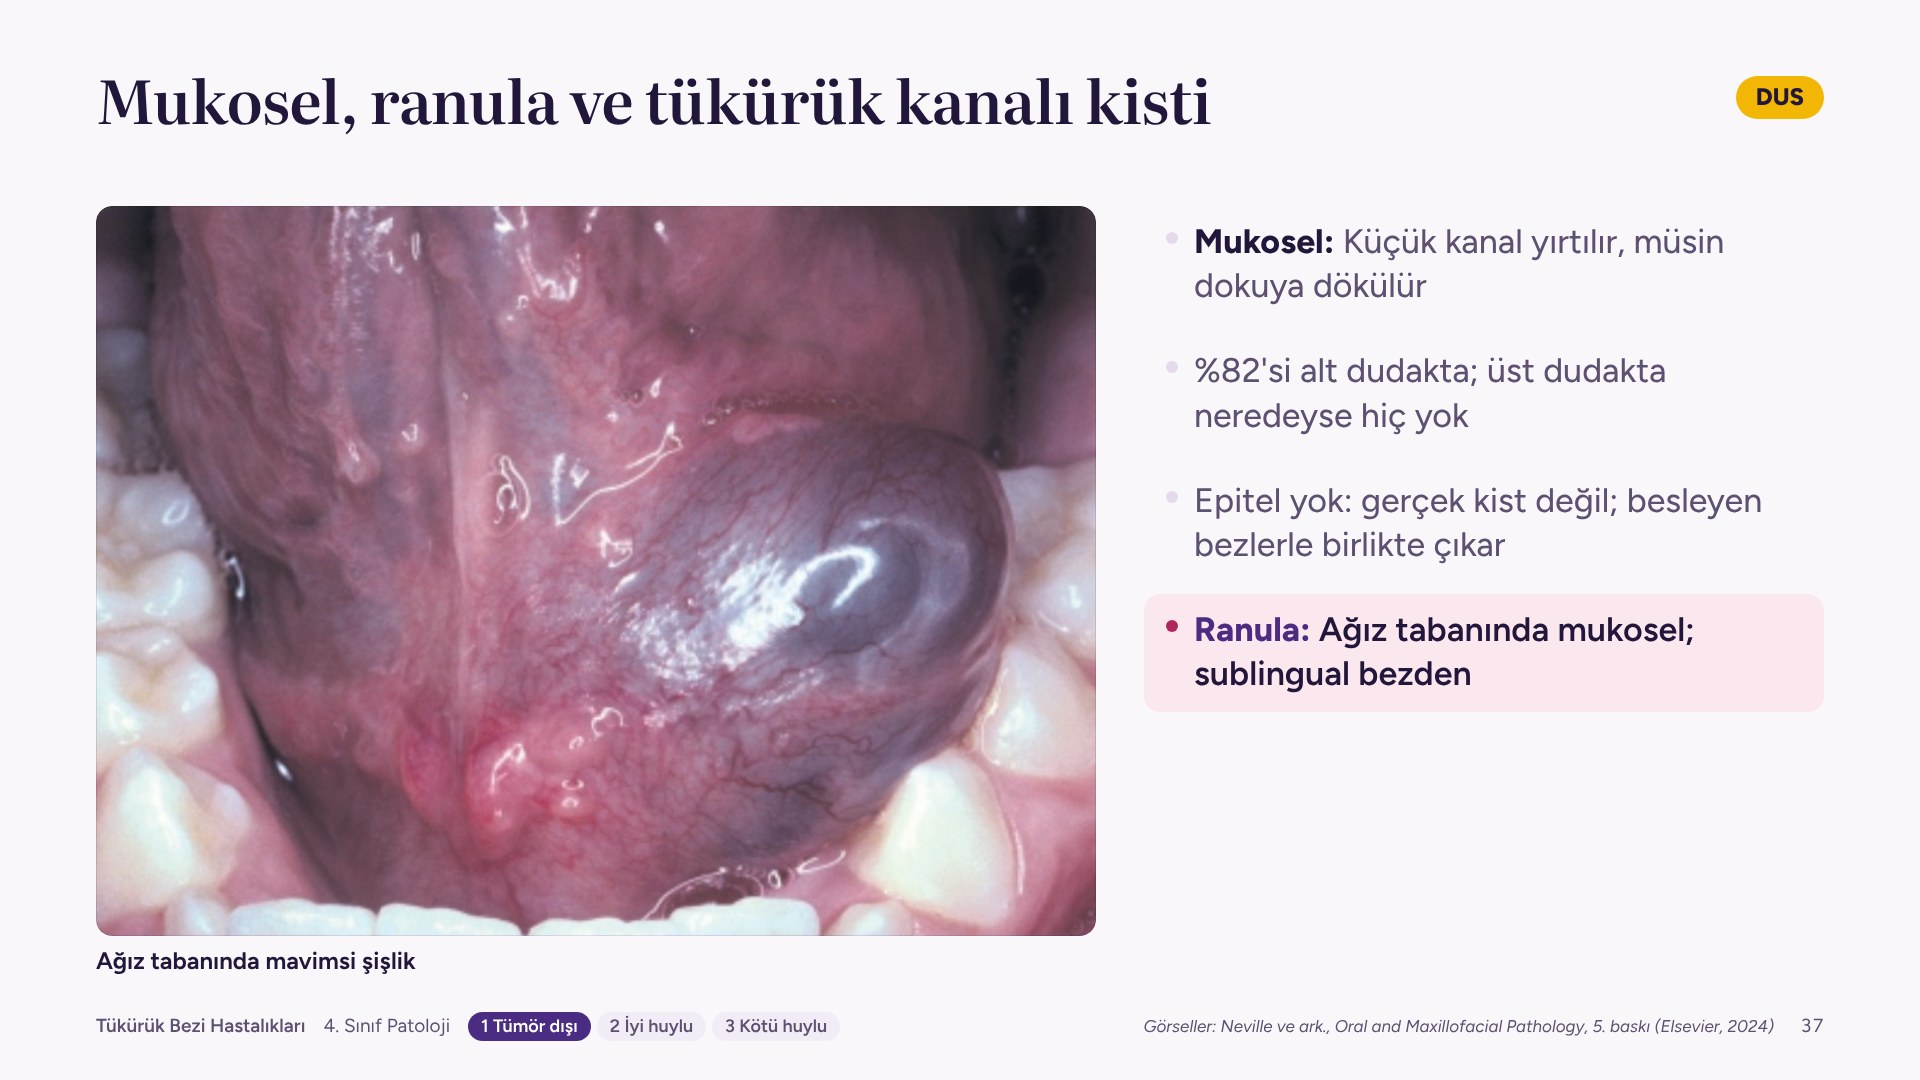 Mukosel, ranula ve tükürük kanalı kisti
DUS
Mukosel: Küçük kanal yırtılır, müsin
dokuya dökülür
%82'si alt dudakta; üst dudakta
neredeyse hiç yok
Epitel yok: gerçek kist değil; besleyen
bezlerle birlikte çıkar
Ranula: Ağız tabanında mukosel;
sublingual bezden
Ağız tabanında mavimsi şişlik
Tükürük Bezi Hastalıkları 4. Sınıf Patoloji 1 Tümör dışı 2 İyi huylu 3 Kötü huylu
Görseller: Neville ve ark., Oral and Maxillofacial Pathology, 5. baskı (Elsevier, 2024) 37